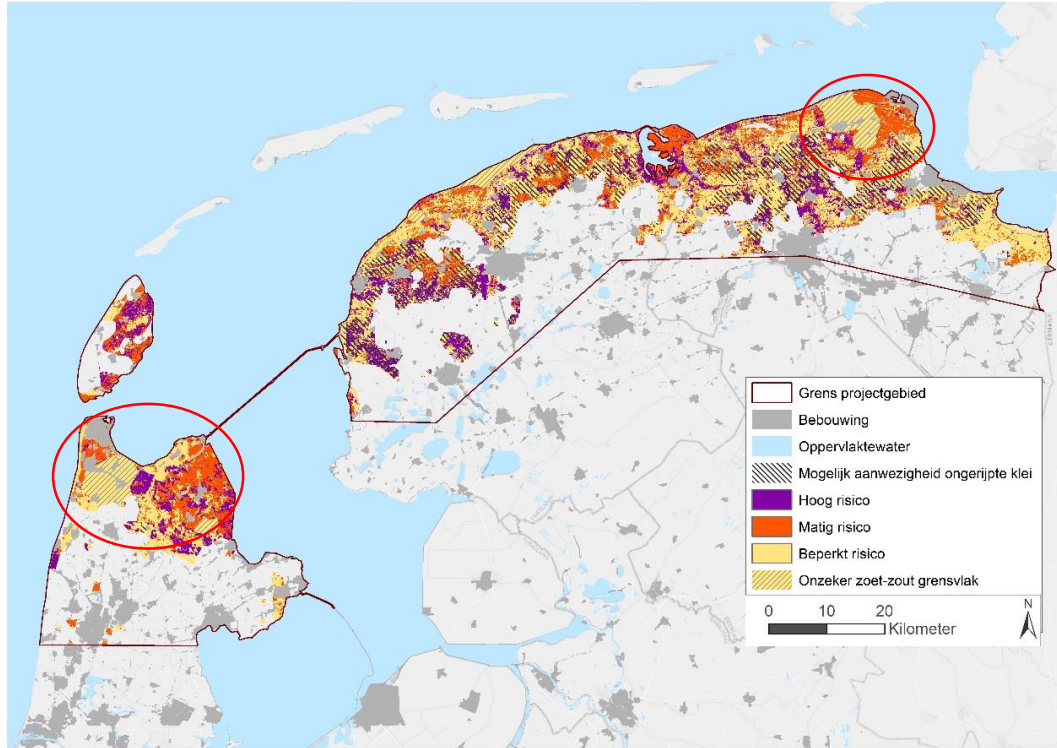 Grens projectgebied
Bebouwing
Oppervlaktewater
Mogelijk aanwezigheid ongerijpte klei
Hoog risico
Matig risico
Beperkt risico
Onzeker zoet-zout grensvlak
0 10 20
Kilometer
N